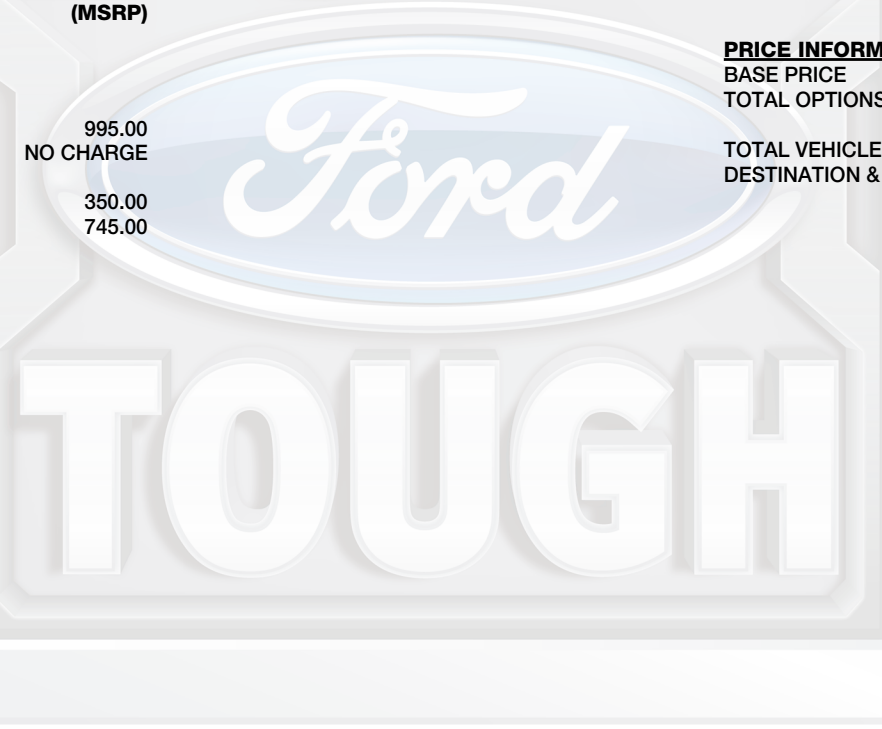 (MSRP)
995.00
NO CHARGE
350.00
745.00
PRICE INFORM
BASE PRICE
TOTAL OPTIONS
TOTAL VEHICLE
DESTINATION &
Ford
TOUGH